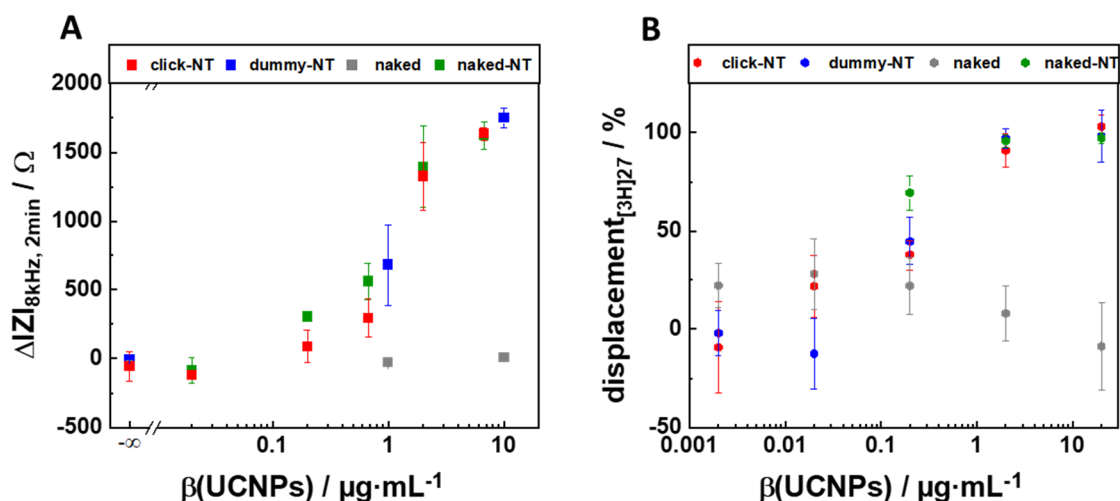 A
click-NT dummy-NT naked naked-NT
2000
1500
1000
500
0
-500
-∞ 0.1 1 10
Δ|Z|8kHz, 2min / Ω
β(UCNPs) / µg·mL-1
B
click-NT dummy-NT naked naked-NT
100
50
0
-50
0.001 0.01 0.1 1 10
displacement[3H]27 / %
β(UCNPs) / µg·mL-1